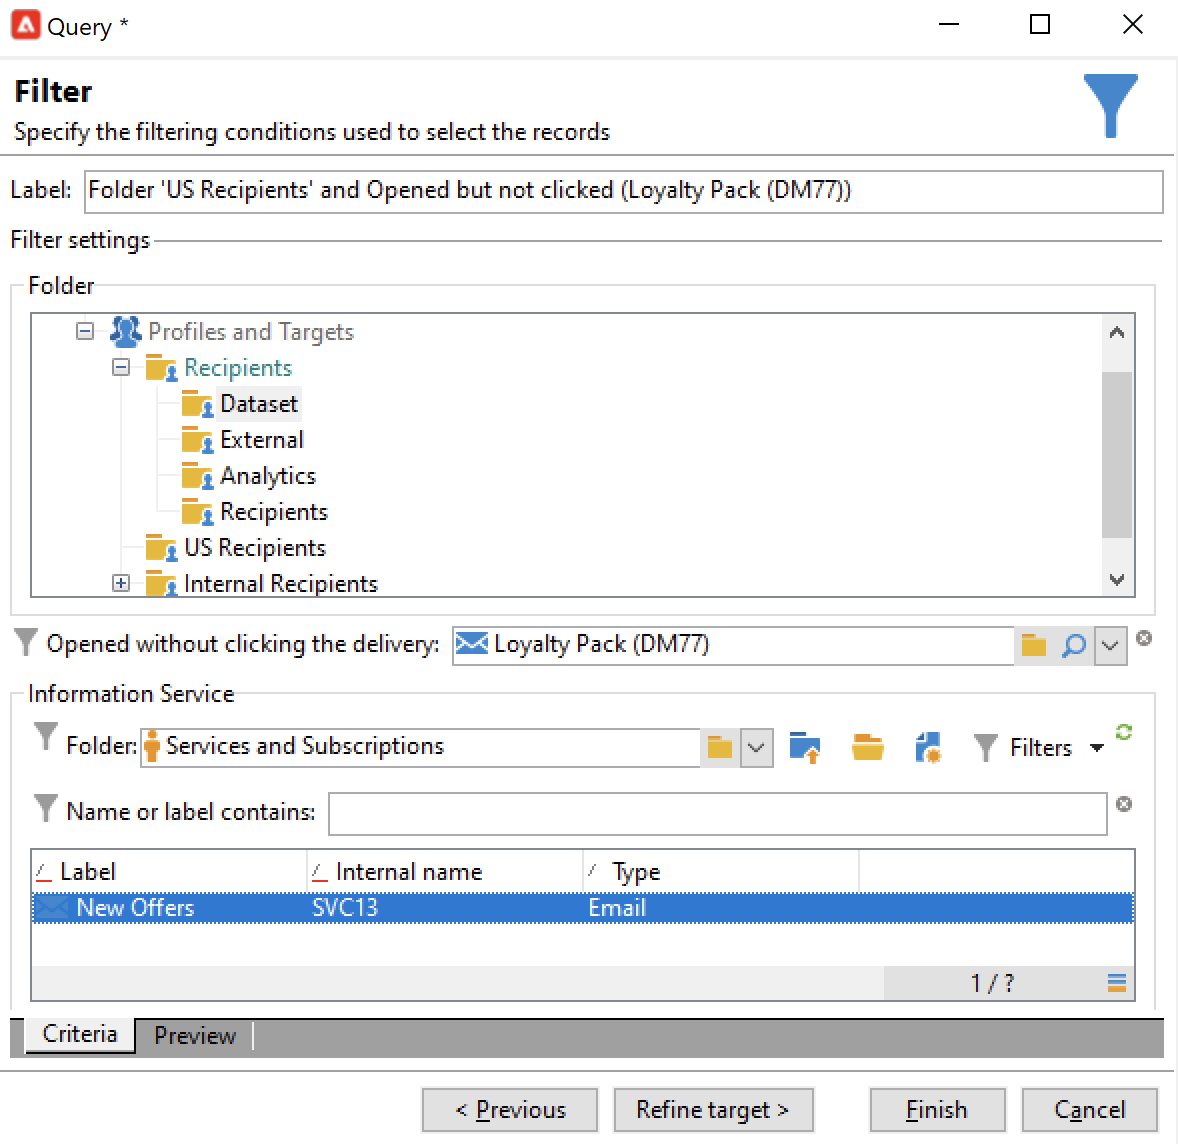 Query *
Filter
Specify the filtering conditions used to select the records
Label: Folder 'US Recipients' and Opened but not clicked (Loyalty Pack (DM77))
Filter settings
Folder
Profiles and Targets
Recipients
Dataset
External
Analytics
Recipients
US Recipients
Internal Recipients
Opened without clicking the delivery: Loyalty Pack (DM77)
Information Service
Folder: Services and Subscriptions Filters
Name or label contains:
Label Internal name Type
New Offers SVC13 Email
1 / ?
Criteria Preview
< Previous Refine target > Finish Cancel